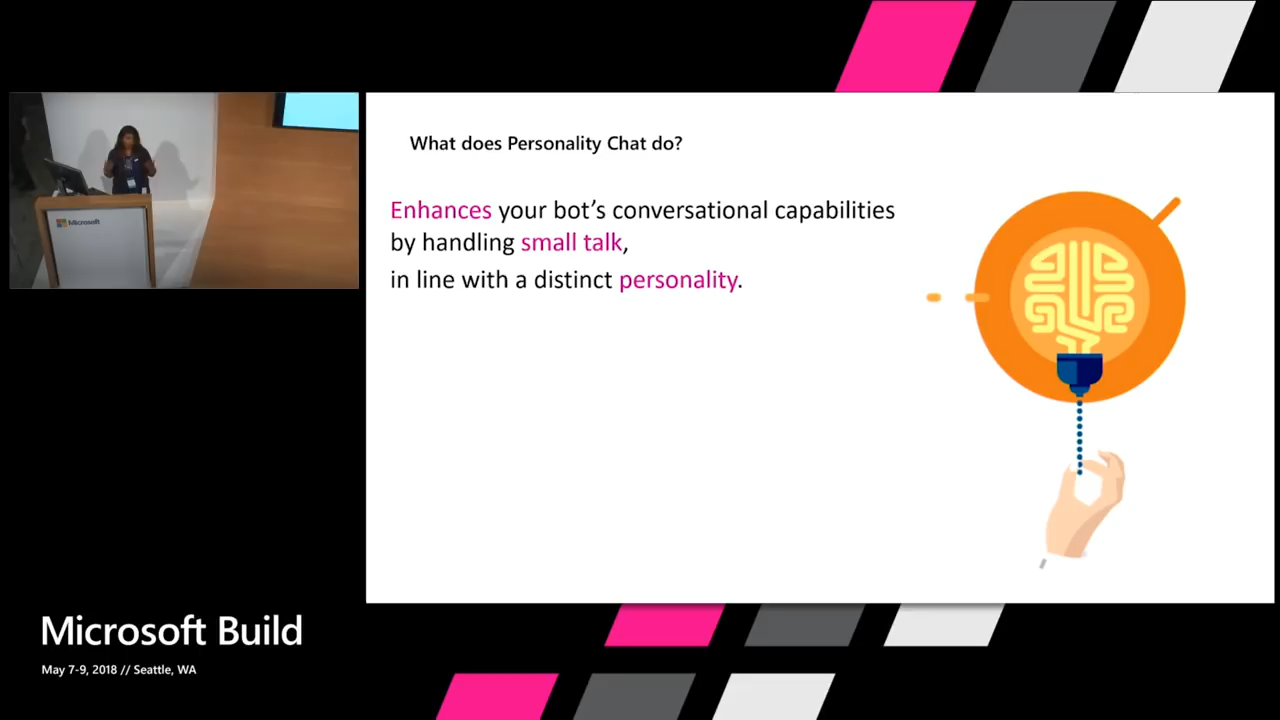 Microsoft
What does Personality Chat do?
Enhances your bot's conversational capabilities
by handling small talk,
in line with a distinct personality.
Microsoft Build
May 7-9, 2018 // Seattle, WA